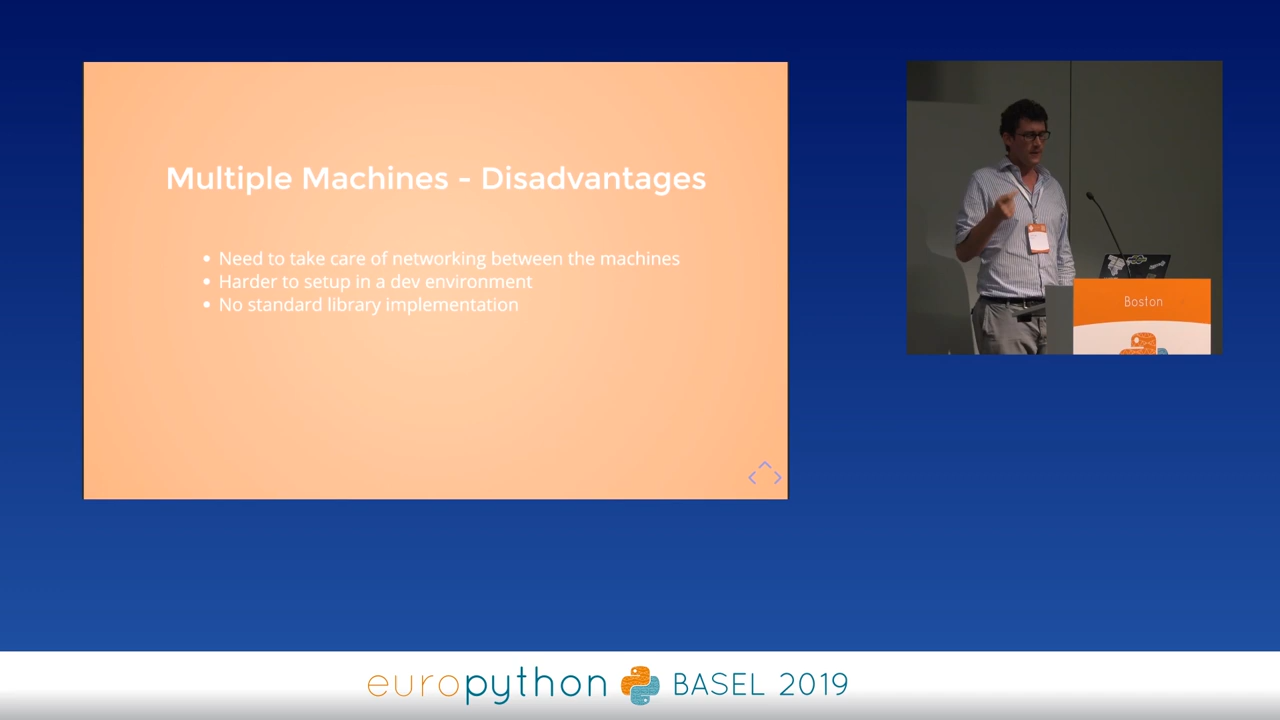 Multiple Machines - Disadvantages
• Need to take care of networking between the machines
• Harder to setup in a dev environment
• No standard library implementation
Boston
europython BASEL 2019